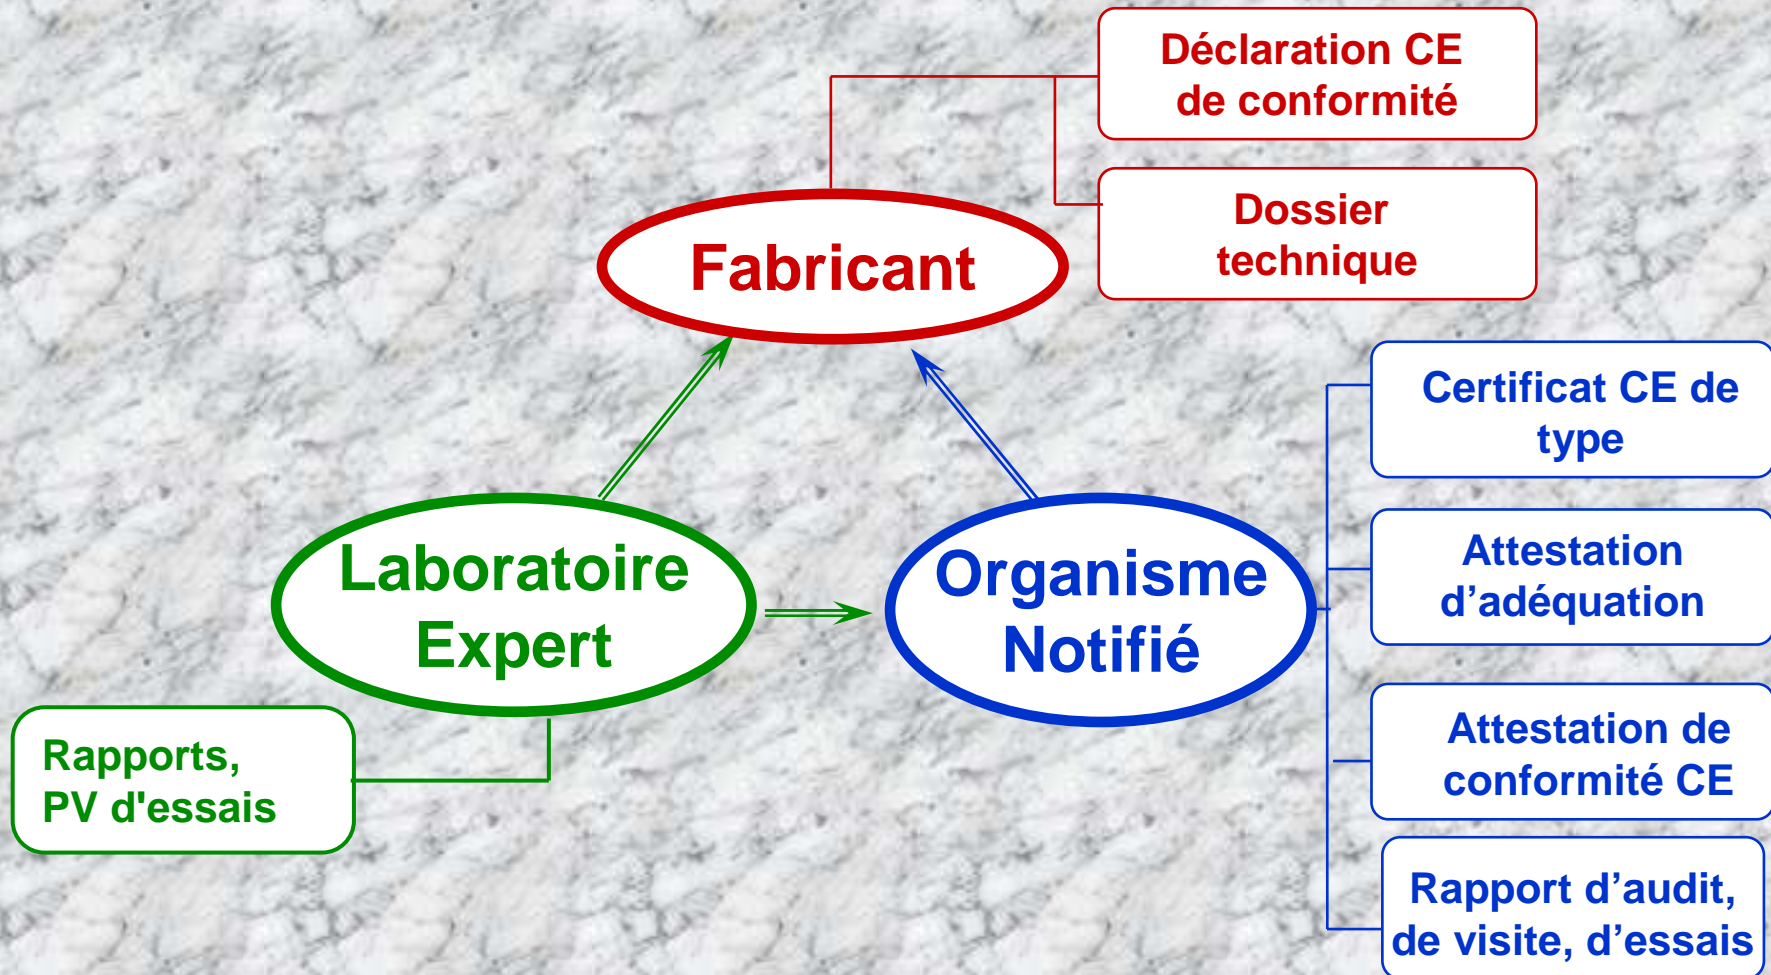 Déclaration CE
de conformité
Dossier
technique
Fabricant
Certificat CE de
type
Laboratoire
Expert
Organisme
Notifié
Attestation
d’adéquation
Attestation de
conformité CE
Rapports,
PV d'essais
Rapport d’audit,
de visite, d’essais